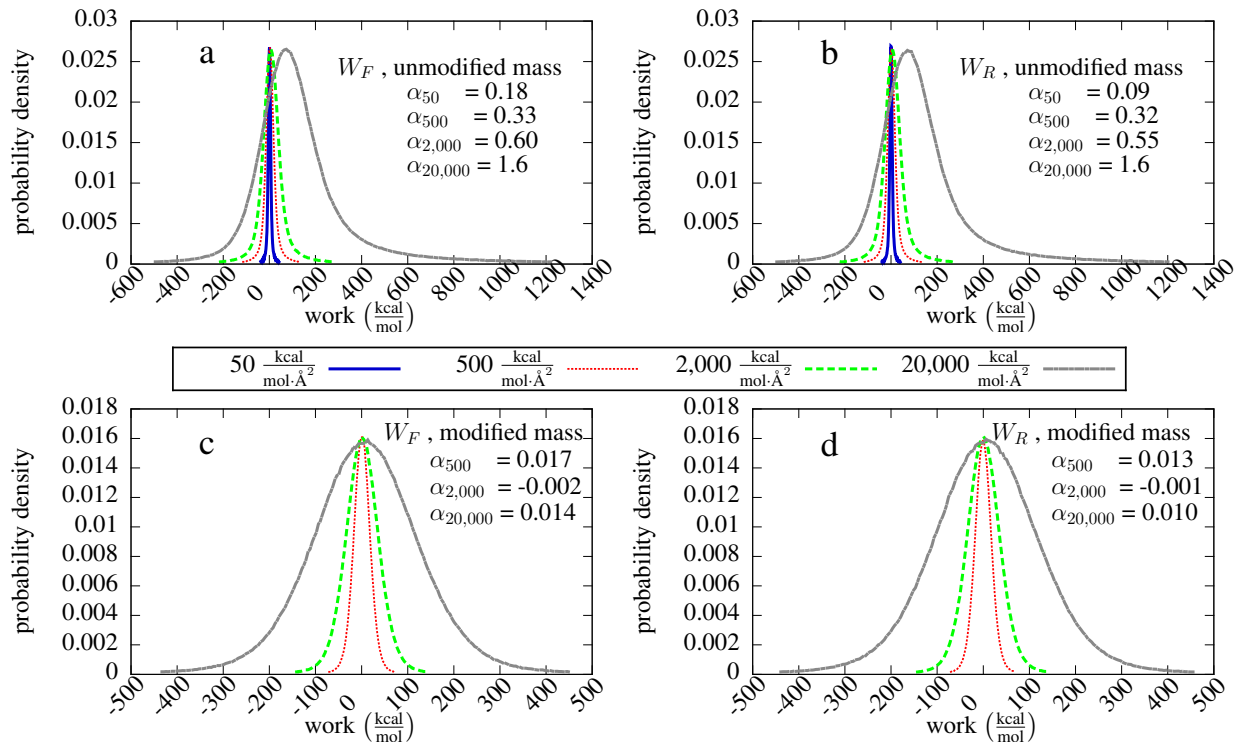 probability density
0.03
0.025
0.02
0.015
0.01
0.005
0
a
W_F , unmodified mass
α_50 = 0.18
α_500 = 0.33
α_2,000 = 0.60
α_20,000 = 1.6
-600
-400
-200
0
200
400
600
800
1000
1200
1400
work (kcal/mol)
probability density
0.03
0.025
0.02
0.015
0.01
0.005
0
b
W_R , unmodified mass
α_50 = 0.09
α_500 = 0.32
α_2,000 = 0.55
α_20,000 = 1.6
-600
-400
-200
0
200
400
600
800
1000
1200
1400
work (kcal/mol)
50 kcal/mol·Å² 500 kcal/mol·Å² 2,000 kcal/mol·Å² 20,000 kcal/mol·Å²
probability density
0.018
0.016
0.014
0.012
0.01
0.008
0.006
0.004
0.002
0
c
W_F , modified mass
α_500 = 0.017
α_2,000 = -0.002
α_20,000 = 0.014
-500
-400
-300
-200
-100
0
100
200
300
400
500
work (kcal/mol)
probability density
0.018
0.016
0.014
0.012
0.01
0.008
0.006
0.004
0.002
0
d
W_R , modified mass
α_500 = 0.013
α_2,000 = -0.001
α_20,000 = 0.010
-500
-400
-300
-200
-100
0
100
200
300
400
500
work (kcal/mol)